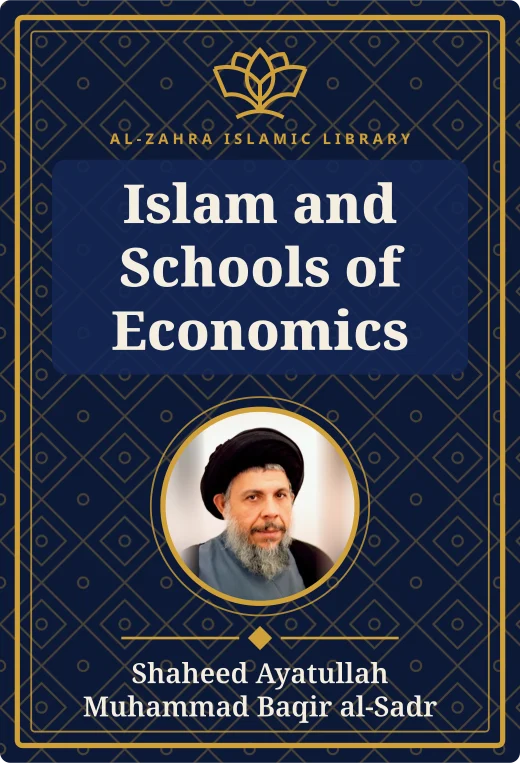 AL-ZAHRA ISLAMIC LIBRARY
Islam and
Schools of
Economics
Shaheed Ayatullah
Muhammad Baqir al-Sadr